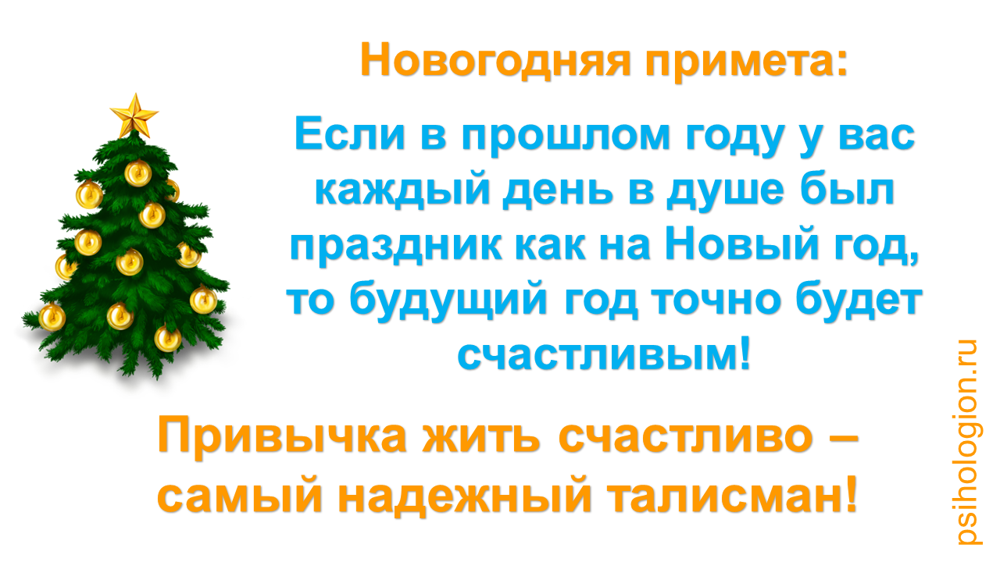 Новогодняя примета:
Если в прошлом году у вас
каждый день в душе был
праздник как на Новый год,
то будущий год точно будет
счастливым!
Привычка жить счастливо –
самый надежный талисман!
psihologion.ru